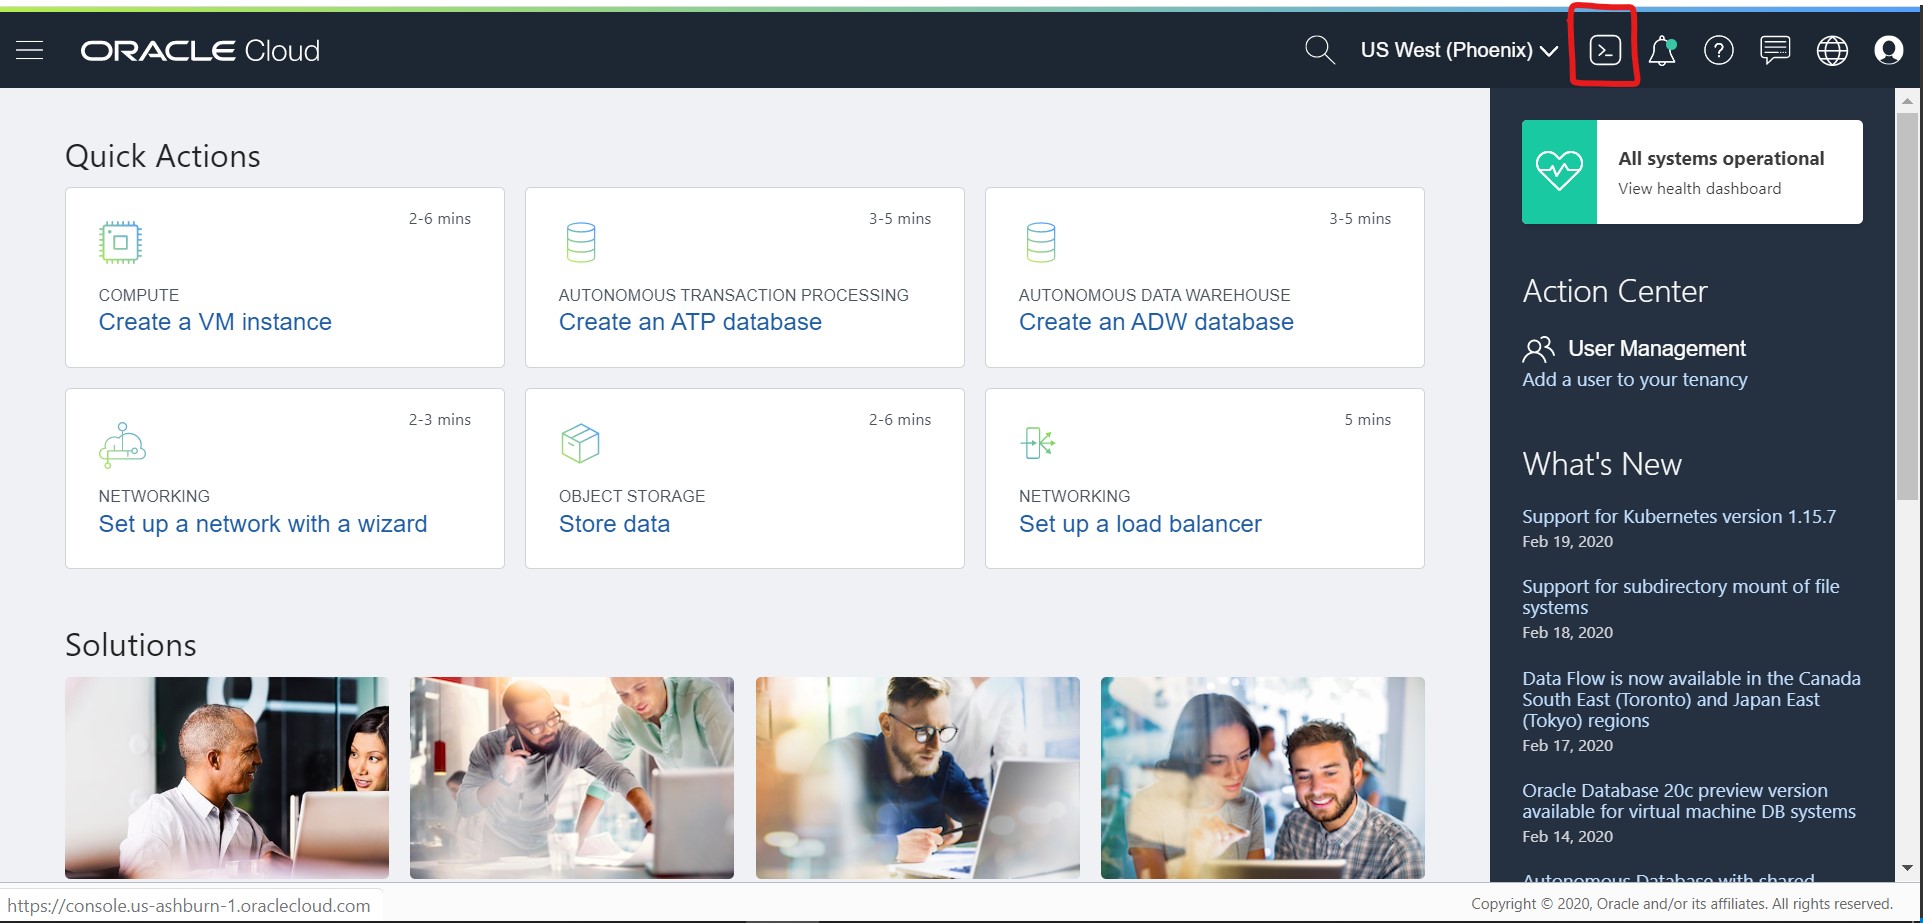 ORACLE Cloud
US West (Phoenix)
Quick Actions
2-6 mins
COMPUTE
Create a VM instance
3-5 mins
AUTONOMOUS TRANSACTION PROCESSING
Create an ATP database
3-5 mins
AUTONOMOUS DATA WAREHOUSE
Create an ADW database
2-3 mins
NETWORKING
Set up a network with a wizard
2-6 mins
OBJECT STORAGE
Store data
5 mins
NETWORKING
Set up a load balancer
Solutions
All systems operational
View health dashboard
Action Center
User Management
Add a user to your tenancy
What's New
Support for Kubernetes version 1.15.7
Feb 19, 2020
Support for subdirectory mount of file
systems
Feb 18, 2020
Data Flow is now available in the Canada
South East (Toronto) and Japan East
(Tokyo) regions
Feb 17, 2020
Oracle Database 20c preview version
available for virtual machine DB systems
Feb 14, 2020
Autonomous Database with shared
https://console.us-ashburn-1.oraclecloud.com
Copyright © 2020, Oracle and/or its affiliates. All rights reserved.